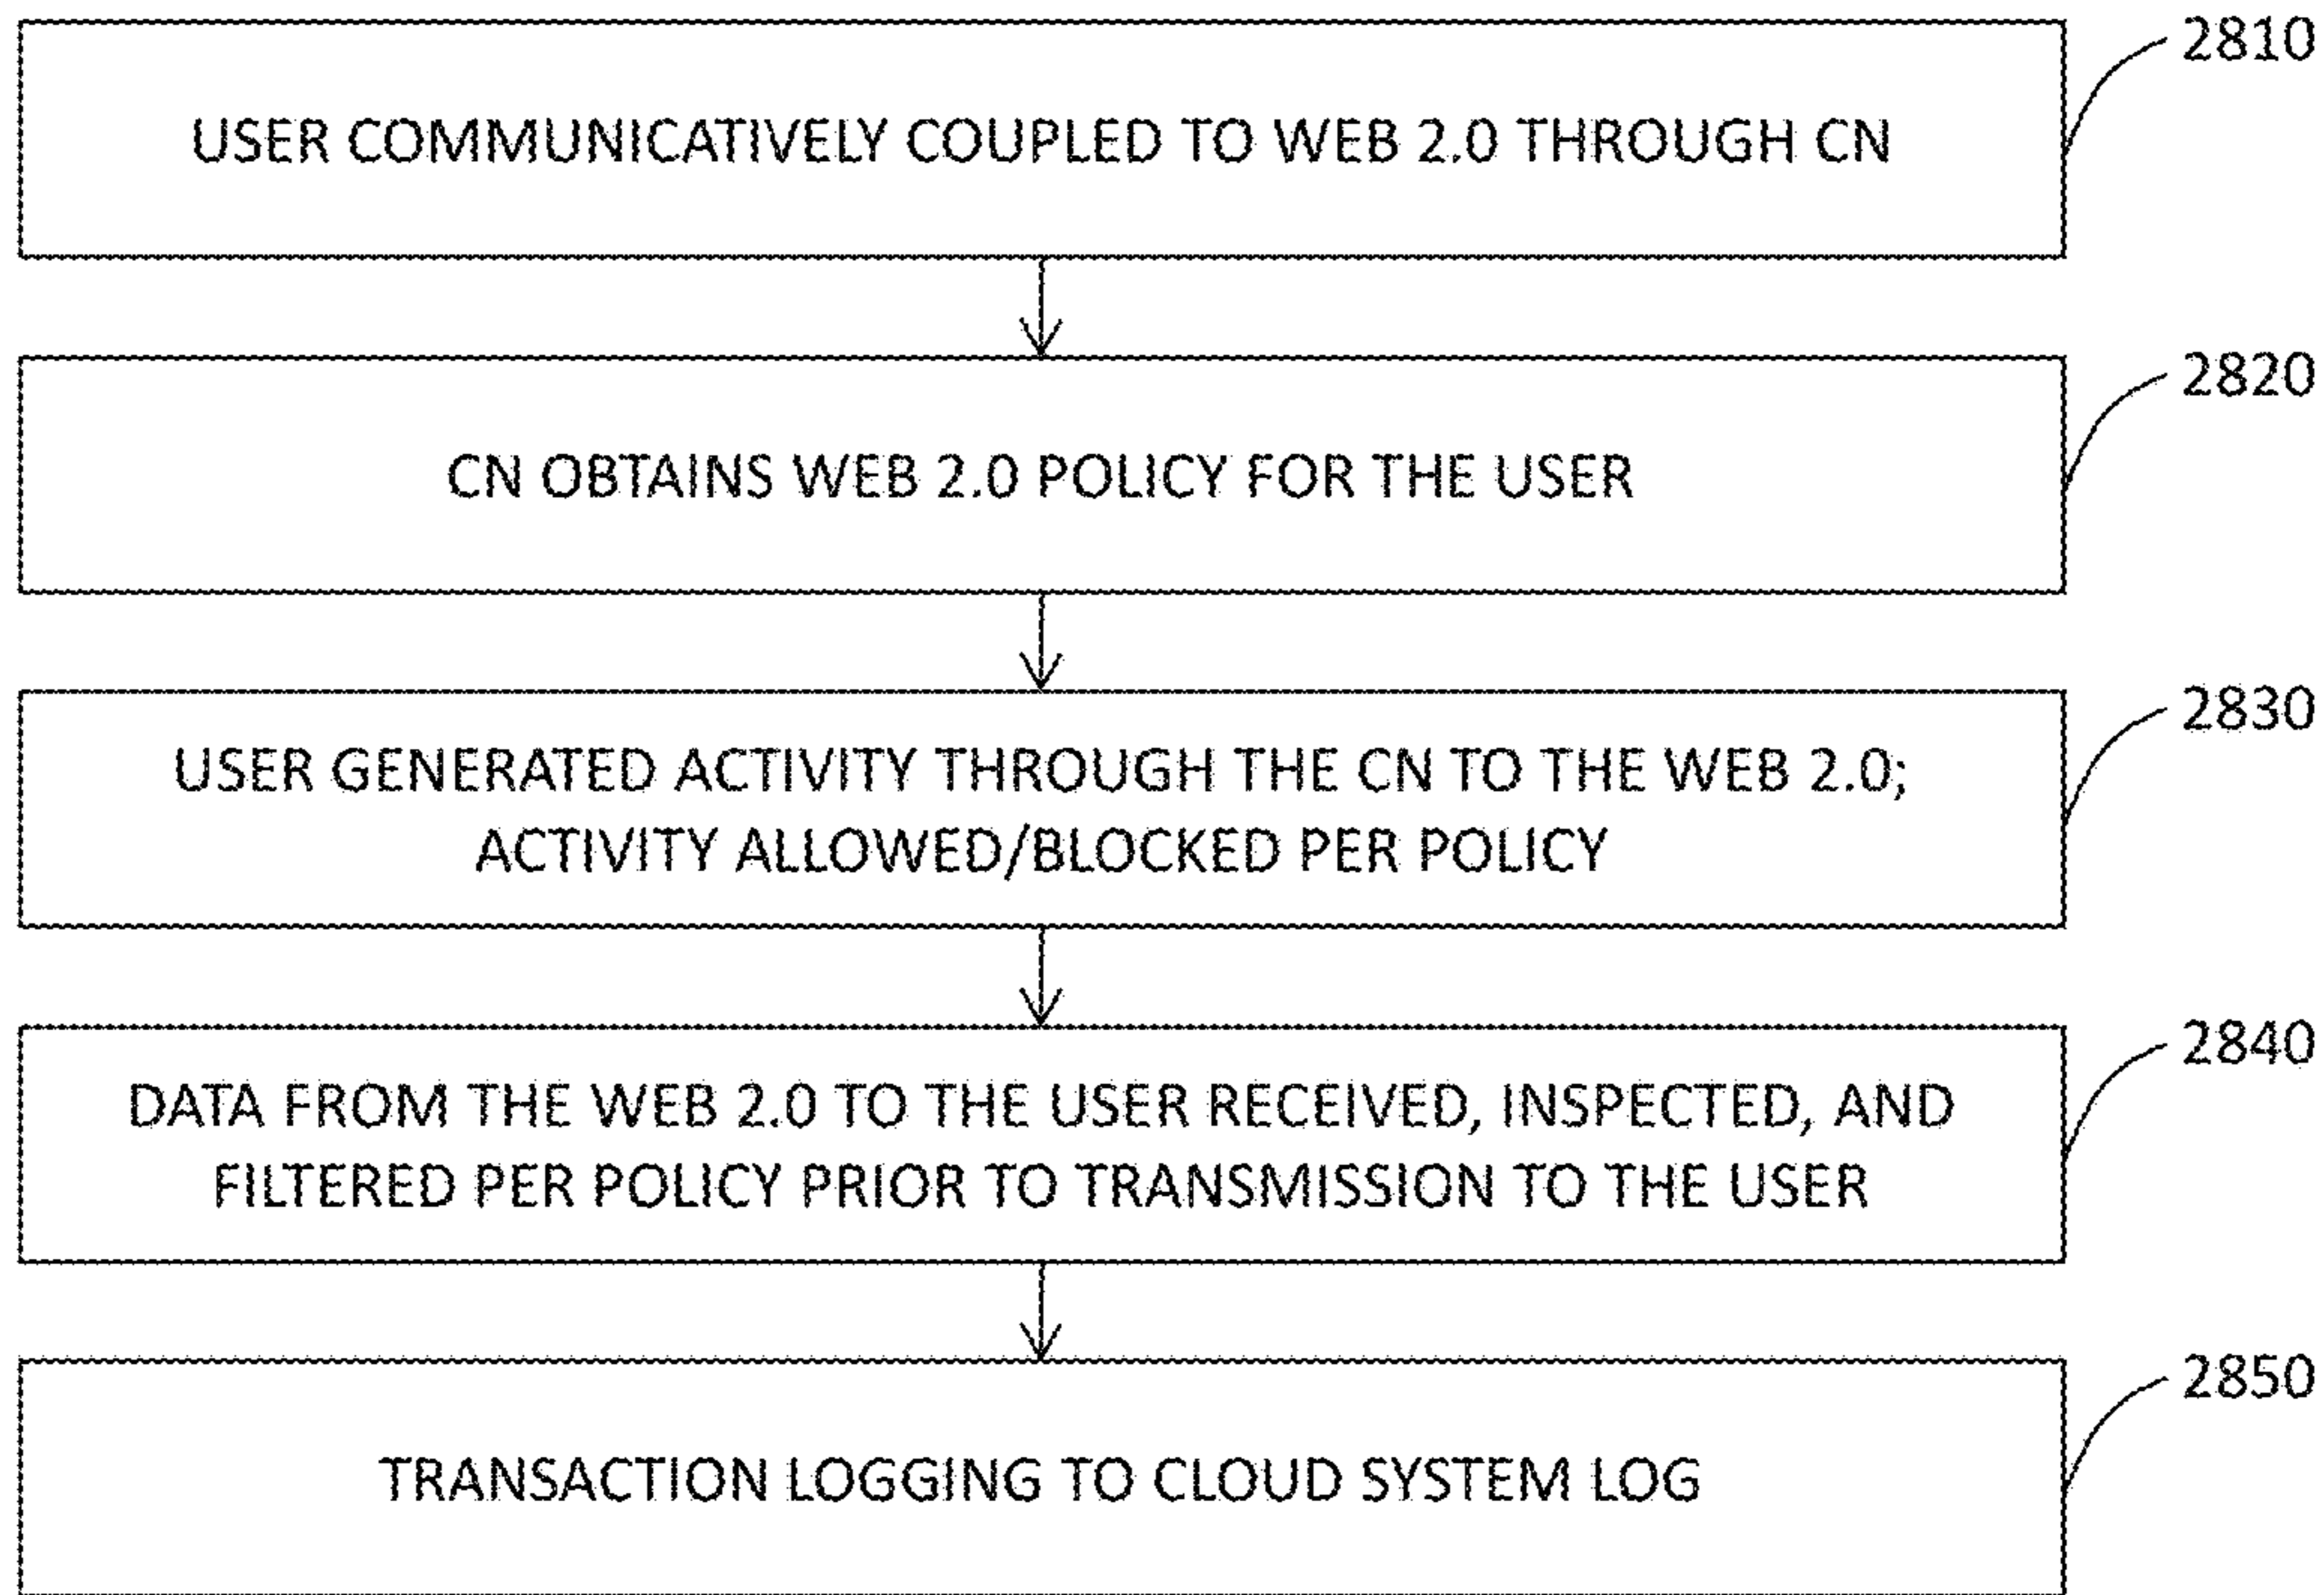 2810
USER COMMUNICATIVELY COUPLED TO WEB 2.0 THROUGH CN
2820
CN OBTAINS WEB 2.0 POLICY FOR THE USER
2830
USER GENERATED ACTIVITY THROUGH THE CN TO THE WEB 2.0;
ACTIVITY ALLOWED/BLOCKED PER POLICY
2840
DATA FROM THE WEB 2.0 TO THE USER RECEIVED, INSPECTED, AND
FILTERED PER POLICY PRIOR TO TRANSMISSION TO THE USER
2850
TRANSACTION LOGGING TO CLOUD SYSTEM LOG